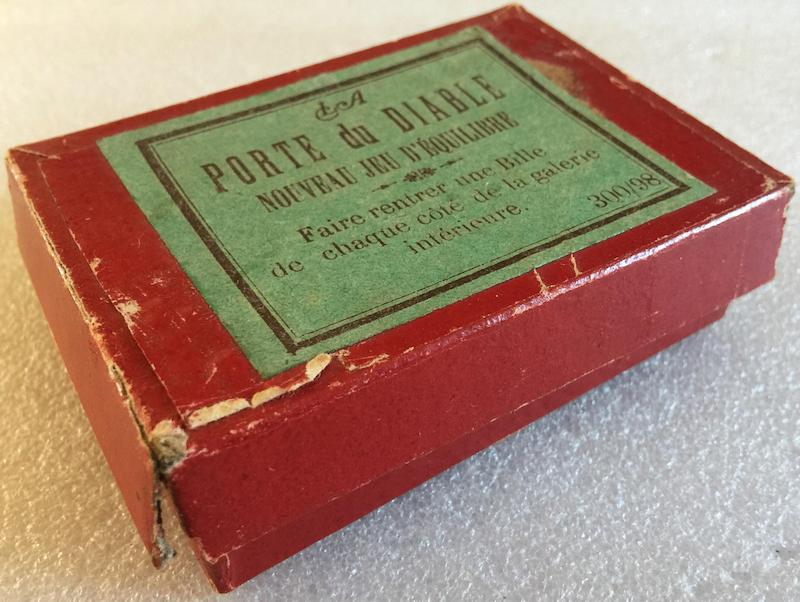 LA
PORTE du DIABLE
NOUVEAU JEU D'ÉQUILIBRE
Faire rentrer une Bille
de chaque côté de la galerie
intérieure.
300/98